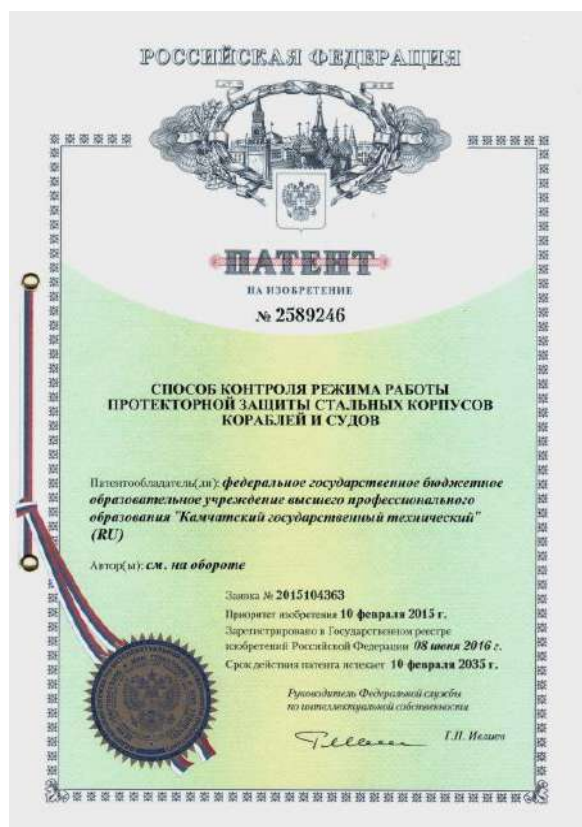 РОССИЙСКАЯ ФЕДЕРАЦИЯ
ПАТЕНТ
НА ИЗОБРЕТЕНИЕ
№ 2589246
СПОСОБ КОНТРОЛЯ РЕЖИМА РАБОТЫ
ПРОТЕКТОРНОЙ ЗАЩИТЫ СТАЛЬНЫХ КОРПУСОВ
КОРАБЛЕЙ И СУДОВ
Патентообладатель(ли): федеральное государственное бюджетное
образовательное учреждение высшего профессионального
образования "Камчатский государственный технический"
(RU)
Автор(ы): см. на обороте
Заявка № 2015104363
Приоритет изобретения 10 февраля 2015 г.
Зарегистрировано в Государственном реестре
изобретений Российской Федерации 08 июня 2016 г.
Срок действия патента истекает 10 февраля 2035 г.
Руководитель Федеральной службы
по интеллектуальной собственности
Г.П. Ивлиев